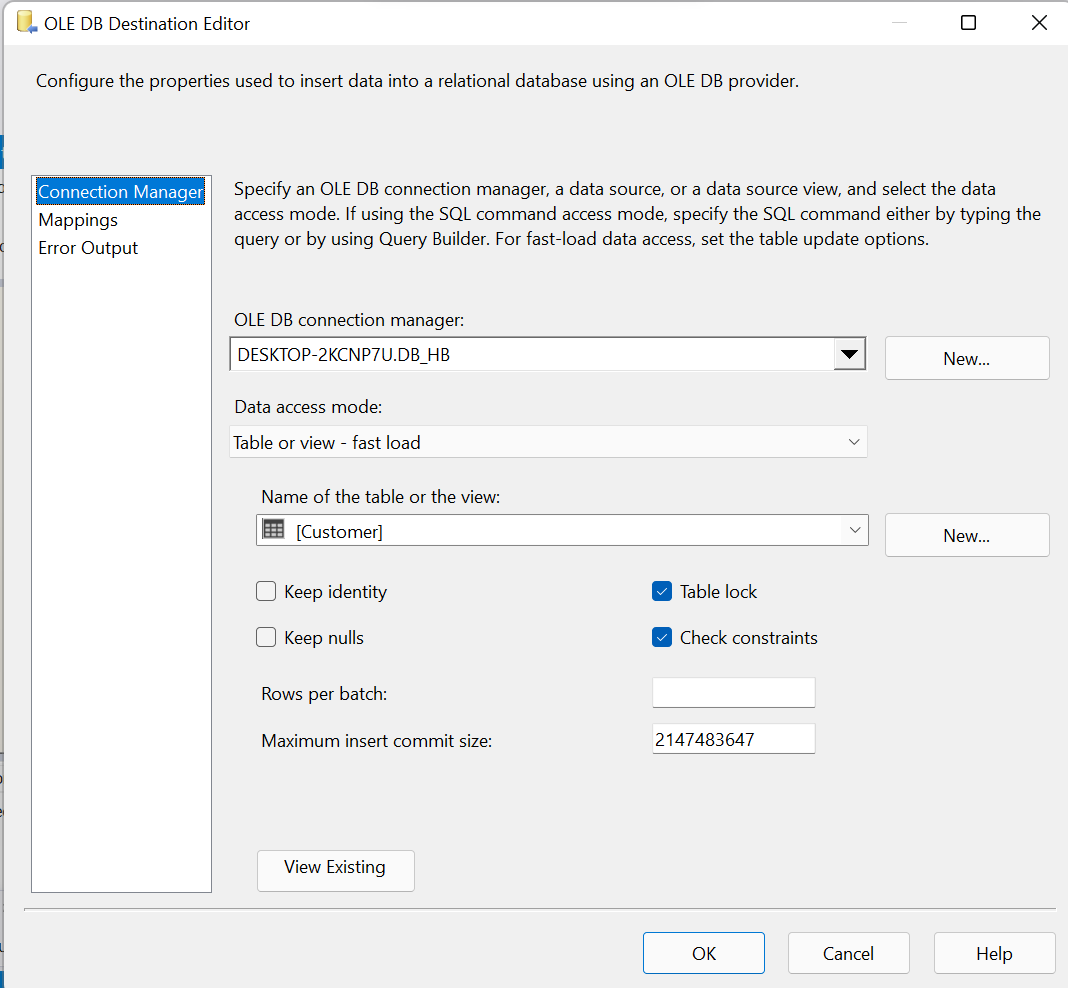 OLE DB Destination Editor
Configure the properties used to insert data into a relational database using an OLE DB provider.
Connection Manager
Mappings
Error Output
Specify an OLE DB connection manager, a data source, or a data source view, and select the data
access mode. If using the SQL command access mode, specify the SQL command either by typing the
query or by using Query Builder. For fast-load data access, set the table update options.
OLE DB connection manager:
DESKTOP-2KCNP7U.DB_HB
New...
Data access mode:
Table or view - fast load
Name of the table or the view:
[Customer]
New...
Keep identity
Table lock
Keep nulls
Check constraints
Rows per batch:
Maximum insert commit size:
2147483647
View Existing
OK
Cancel
Help